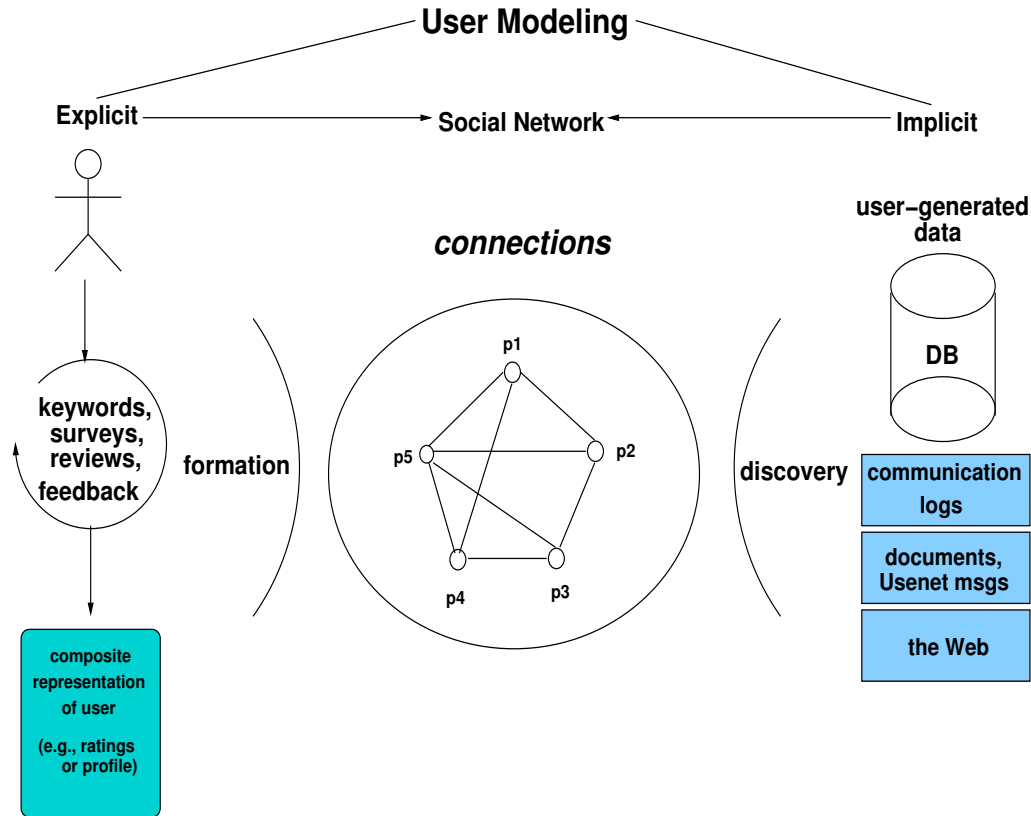 User Modeling
Explicit
Social Network
Implicit
user−generated
data
connections
DB
p1
p2
p5
p4
p3
keywords,
surveys,
reviews,
feedback
formation
discovery
communication
logs
documents,
Usenet msgs
the Web
composite
representation
of user
(e.g., ratings
or profile)